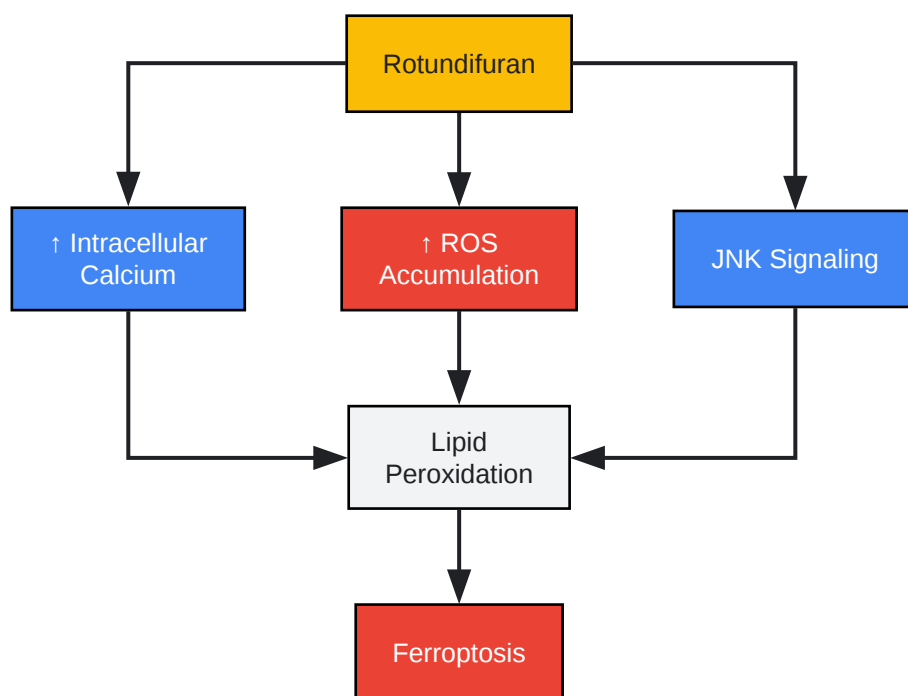 Rotundifuran
↑ Intracellular
Calcium
↑ ROS
Accumulation
JNK Signaling
Lipid
Peroxidation
Ferroptosis